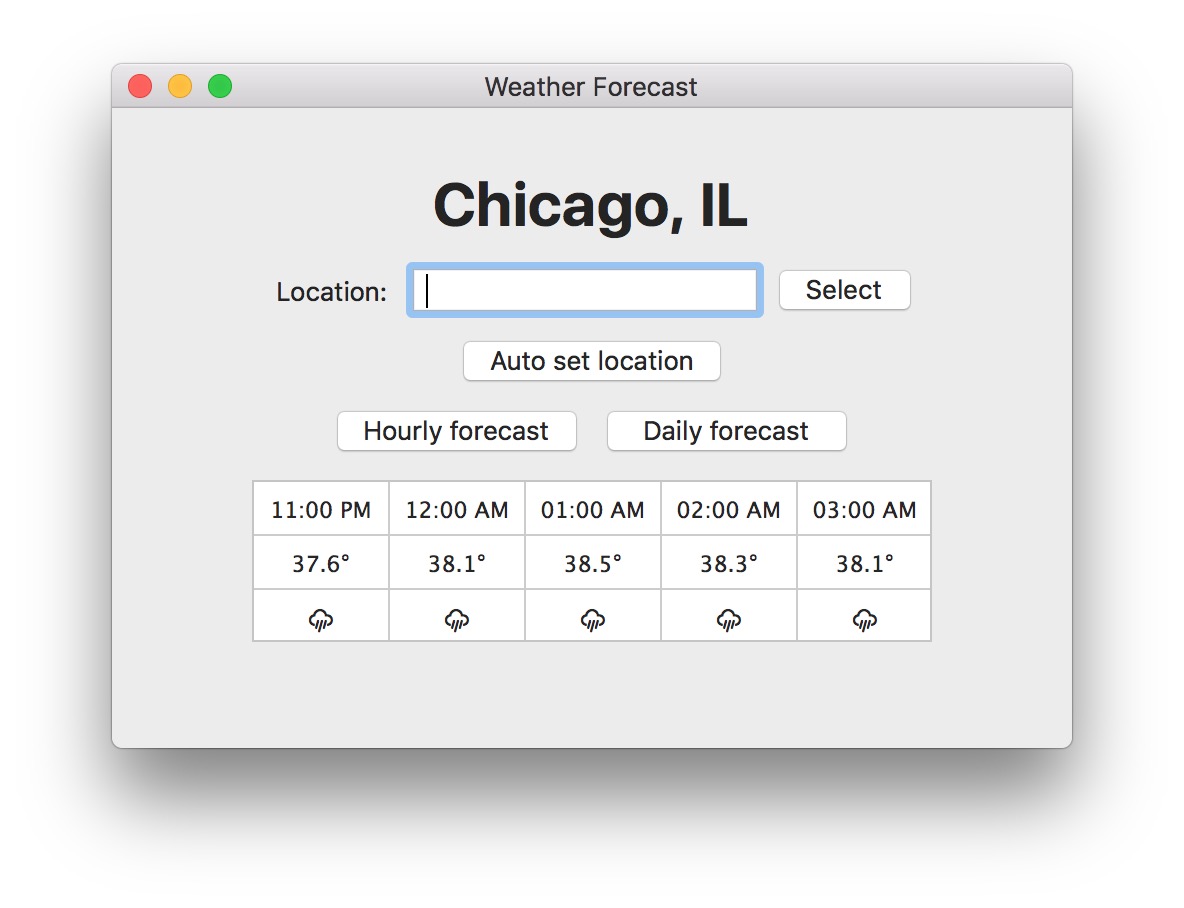 Weather Forecast
Chicago, IL
Location: Select
Auto set location
Hourly forecast Daily forecast
11:00 PM 12:00 AM 01:00 AM 02:00 AM 03:00 AM
37.6° 38.1° 38.5° 38.3° 38.1°